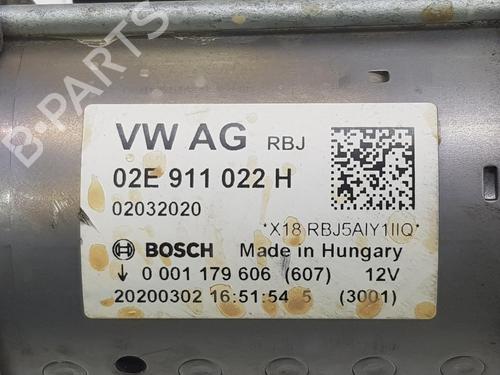 VW AG RBJ
02E 911 022 H
02032020
*X18 RBJ5AIY1IIQ*
BOSCH Made in Hungary
0 001 179 606 (607) 12V
20200302 16:51:54 5 (3001)
B-PARTS